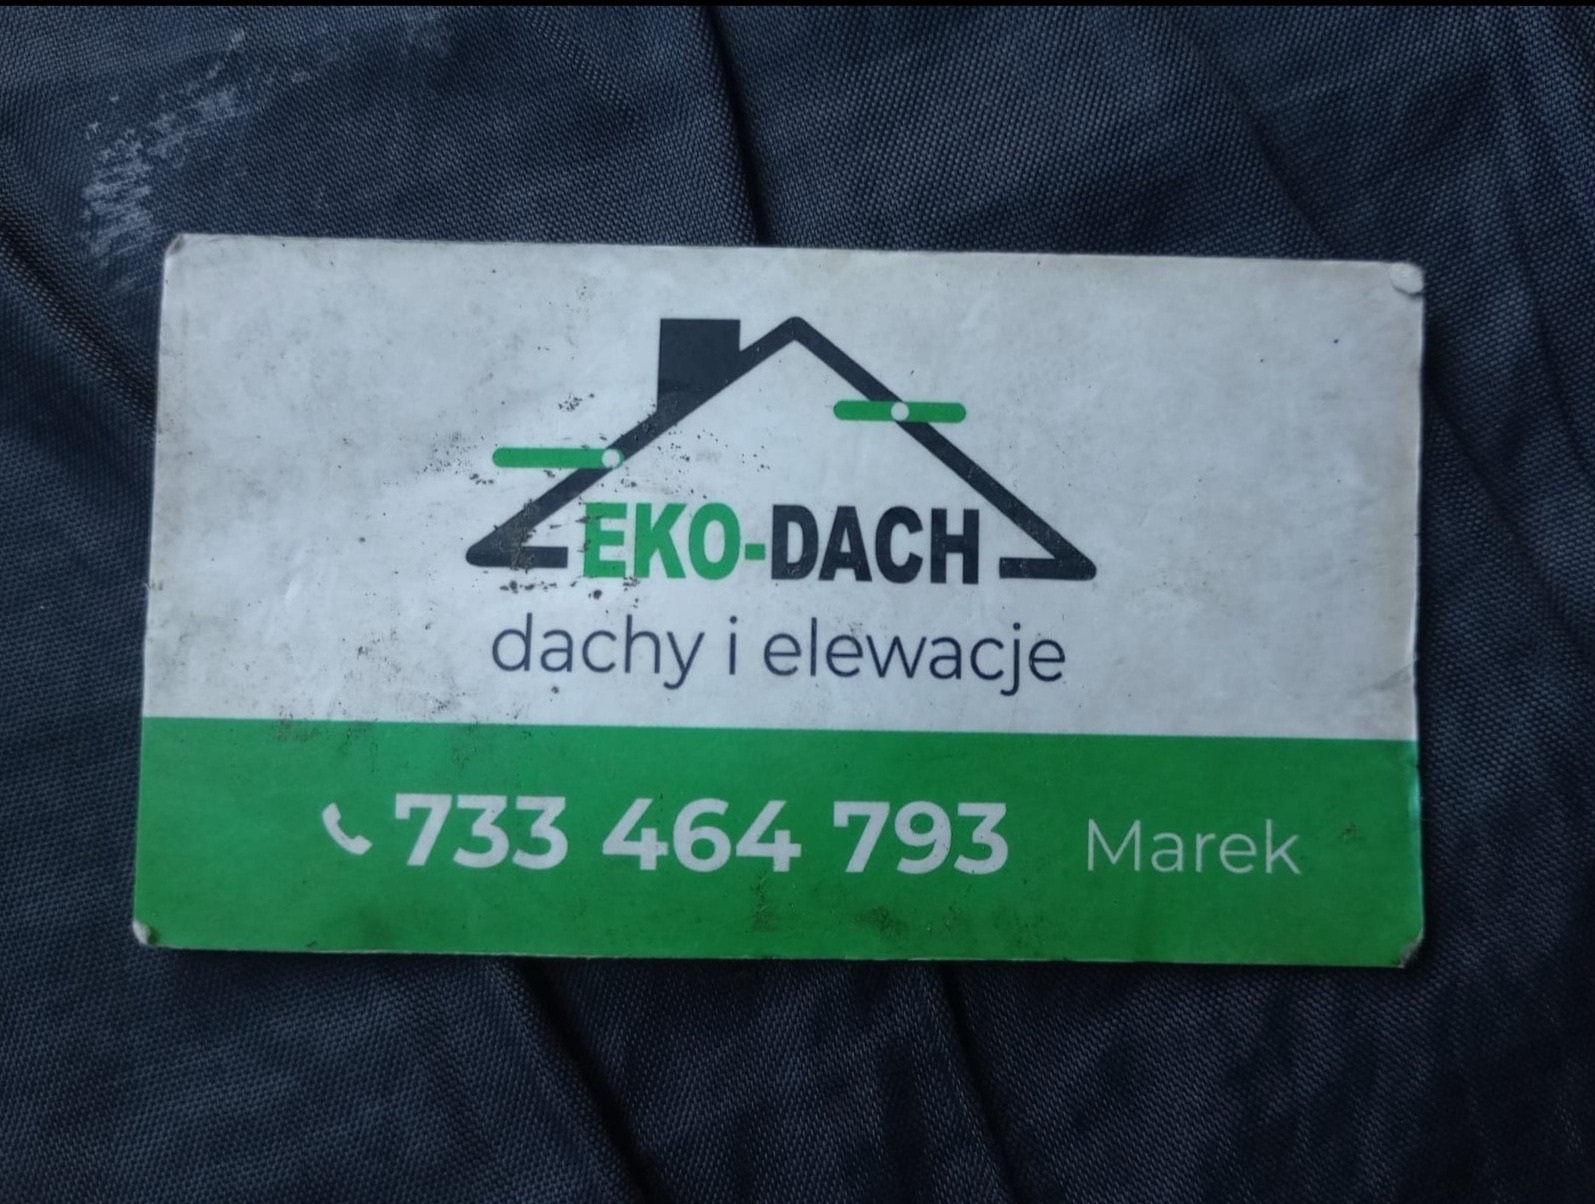 EKO-DACH
dachy i elewacje
733 464 793 Marek